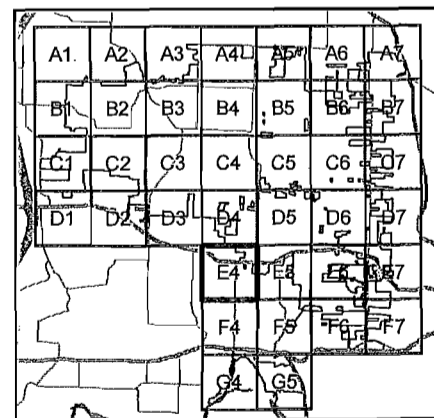 A1. A2 A3 A4 A5 A6 A7
B1 B2 B3 B4 B5 B6 B7
C1 C2 C3 C4 C5 C6 C7
D1 D2 D3 D4 D5 D6 D7
E4 E5 E6 E7
F4 F5 F6 F7
G4 G5